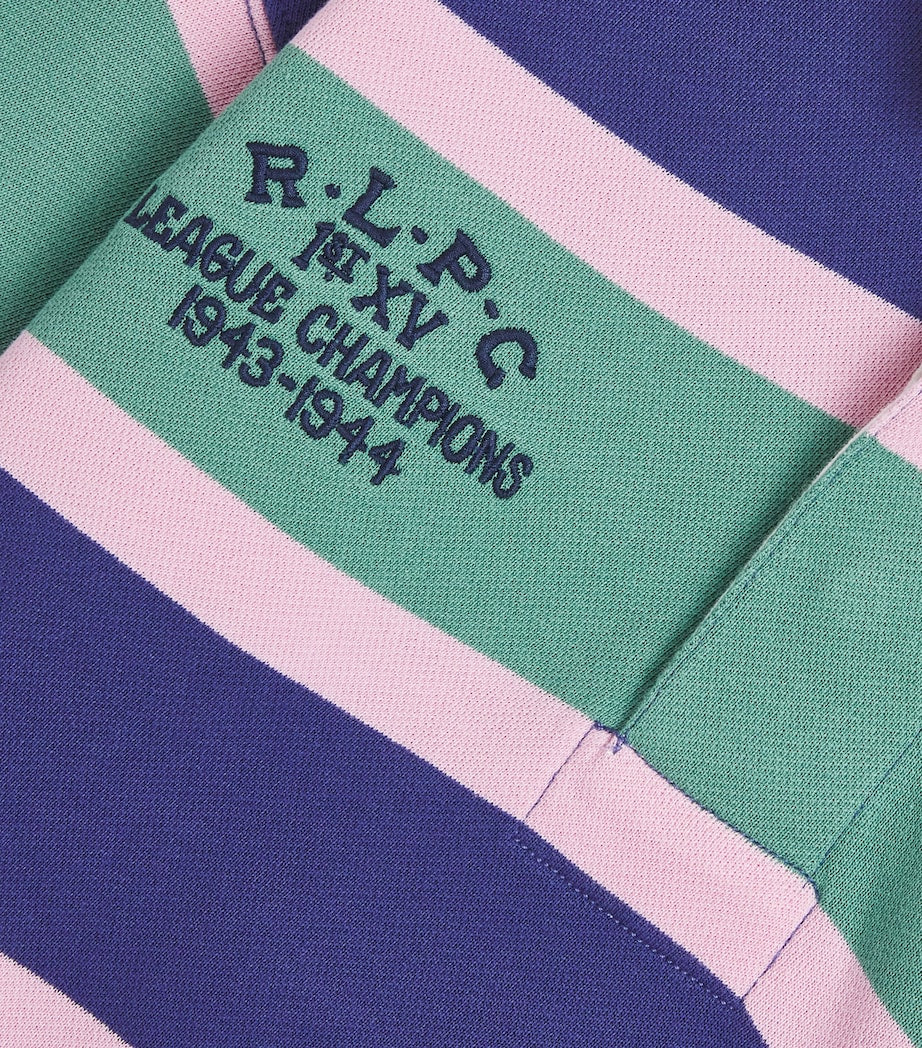 R.L.P.C
1ST XV
LEAGUE CHAMPIONS
1943-1944